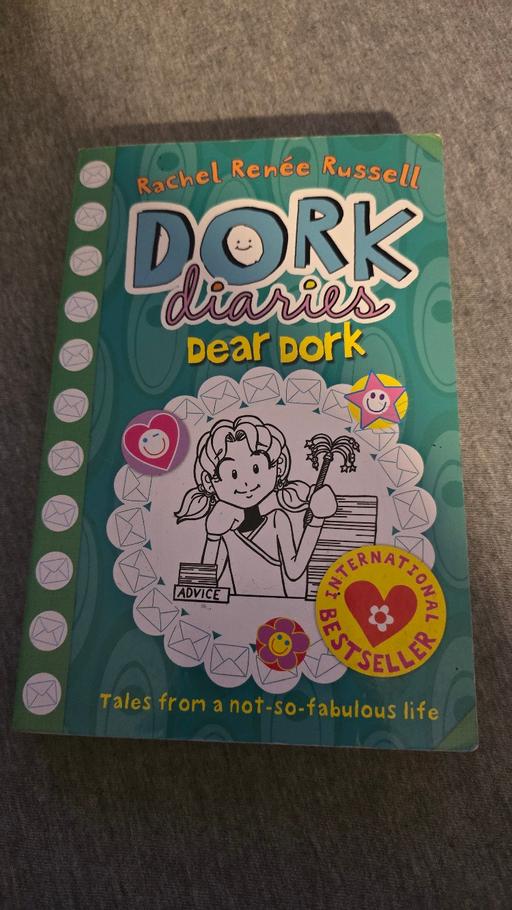 Rachel Renée Russell
DORK
diaries
Dear Dork
ADVICE
INTERNATIONAL
BESTSELLER
Tales from a not-so-fabulous life